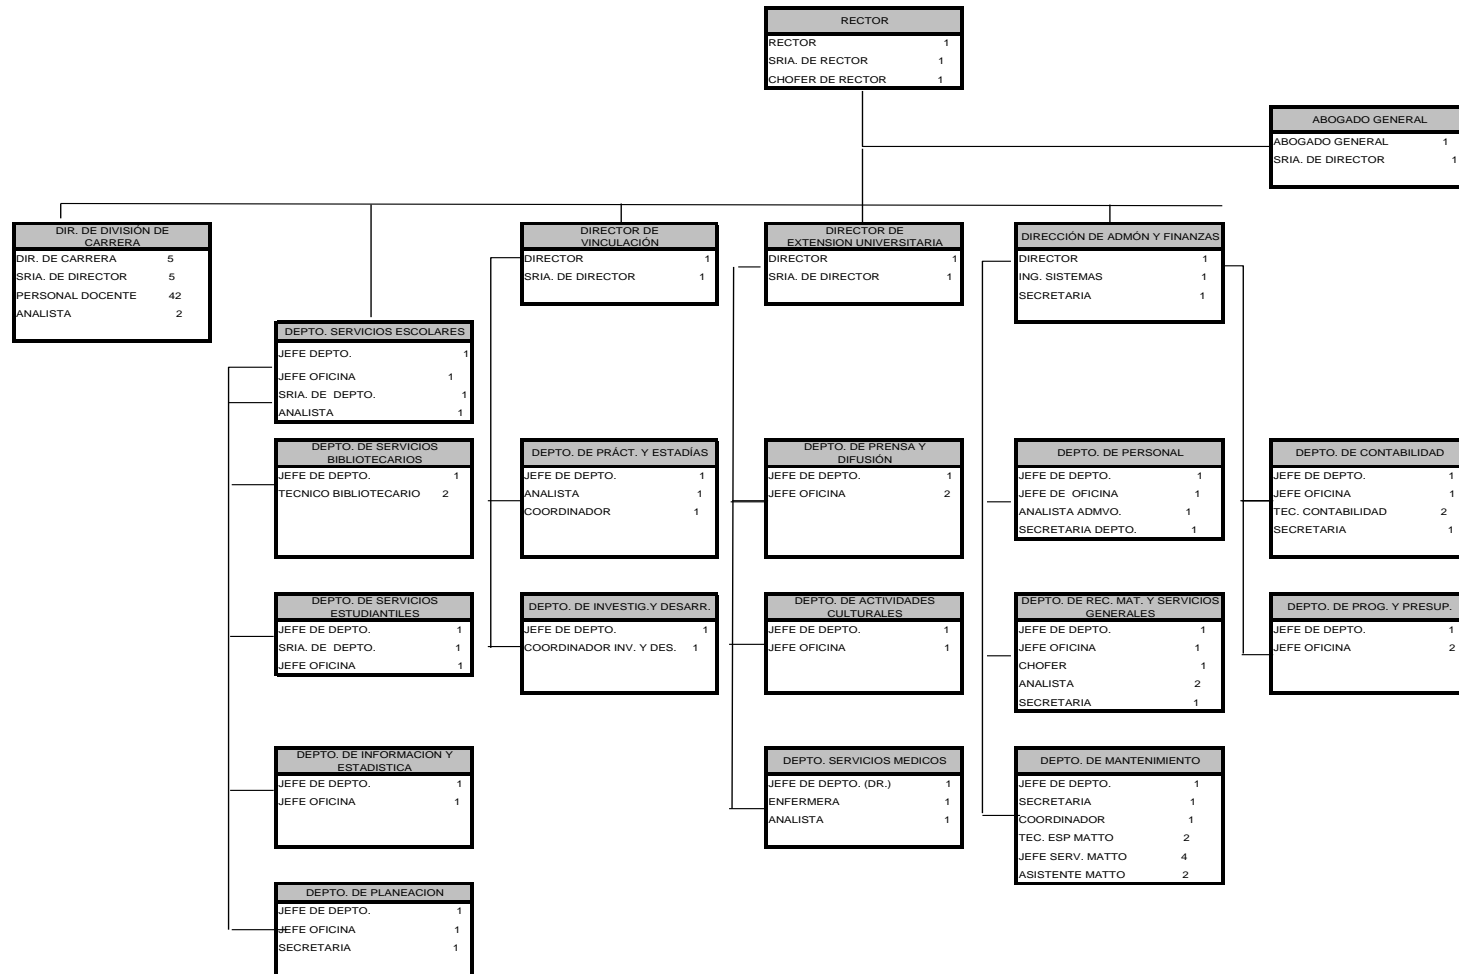 RECTOR
RECTOR 1
SRIA. DE RECTOR 1
CHOFER DE RECTOR 1
ABOGADO GENERAL
ABOGADO GENERAL 1
SRIA. DE DIRECTOR 1
DIR. DE DIVISIÓN DE
CARRERA
DIR. DE CARRERA 5
SRIA. DE DIRECTOR 5
PERSONAL DOCENTE 42
ANALISTA 2
DIRECTOR DE
VINCULACIÓN
DIRECTOR 1
SRIA. DE DIRECTOR 1
DIRECTOR DE
EXTENSION UNIVERSITARIA
DIRECTOR 1
SRIA. DE DIRECTOR 1
DIRECCIÓN DE ADMÓN Y FINANZAS
DIRECTOR 1
ING. SISTEMAS 1
SECRETARIA 1
DEPTO. SERVICIOS ESCOLARES
JEFE DEPTO. 1
JEFE OFICINA 1
SRIA. DE DEPTO. 1
ANALISTA 1
DEPTO. DE SERVICIOS
BIBLIOTECARIOS
JEFE DE DEPTO. 1
TECNICO BIBLIOTECARIO 2
DEPTO. DE PRÁCT. Y ESTADÍAS
JEFE DE DEPTO. 1
ANALISTA 1
COORDINADOR 1
DEPTO. DE PRENSA Y
DIFUSIÓN
JEFE DE DEPTO. 1
JEFE OFICINA 2
DEPTO. DE PERSONAL
JEFE DE DEPTO. 1
JEFE DE OFICINA 1
ANALISTA ADMVO. 1
SECRETARIA DEPTO. 1
DEPTO. DE CONTABILIDAD
JEFE DE DEPTO. 1
JEFE OFICINA 1
TEC. CONTABILIDAD 2
SECRETARIA 1
DEPTO. DE SERVICIOS
ESTUDIANTILES
JEFE DE DEPTO. 1
SRIA. DE DEPTO. 1
JEFE OFICINA 1
DEPTO. DE INVESTIG.Y DESARR.
JEFE DE DEPTO. 1
COORDINADOR INV. Y DES. 1
DEPTO. DE ACTIVIDADES
CULTURALES
JEFE DE DEPTO. 1
JEFE OFICINA 1
DEPTO. DE REC. MAT. Y SERVICIOS
GENERALES
JEFE DE DEPTO. 1
JEFE OFICINA 1
CHOFER 1
ANALISTA 2
SECRETARIA 1
DEPTO. DE PROG. Y PRESUP.
JEFE DE DEPTO. 1
JEFE OFICINA 2
DEPTO. DE INFORMACION Y
ESTADISTICA
JEFE DE DEPTO. 1
JEFE OFICINA 1
DEPTO. SERVICIOS MEDICOS
JEFE DE DEPTO. (DR.) 1
ENFERMERA 1
ANALISTA 1
DEPTO. DE MANTENIMIENTO
JEFE DE DEPTO. 1
SECRETARIA 1
COORDINADOR 1
TEC. ESP MATTO 2
JEFE SERV. MATTO 4
ASISTENTE MATTO 2
DEPTO. DE PLANEACION
JEFE DE DEPTO. 1
JEFE OFICINA 1
SECRETARIA 1